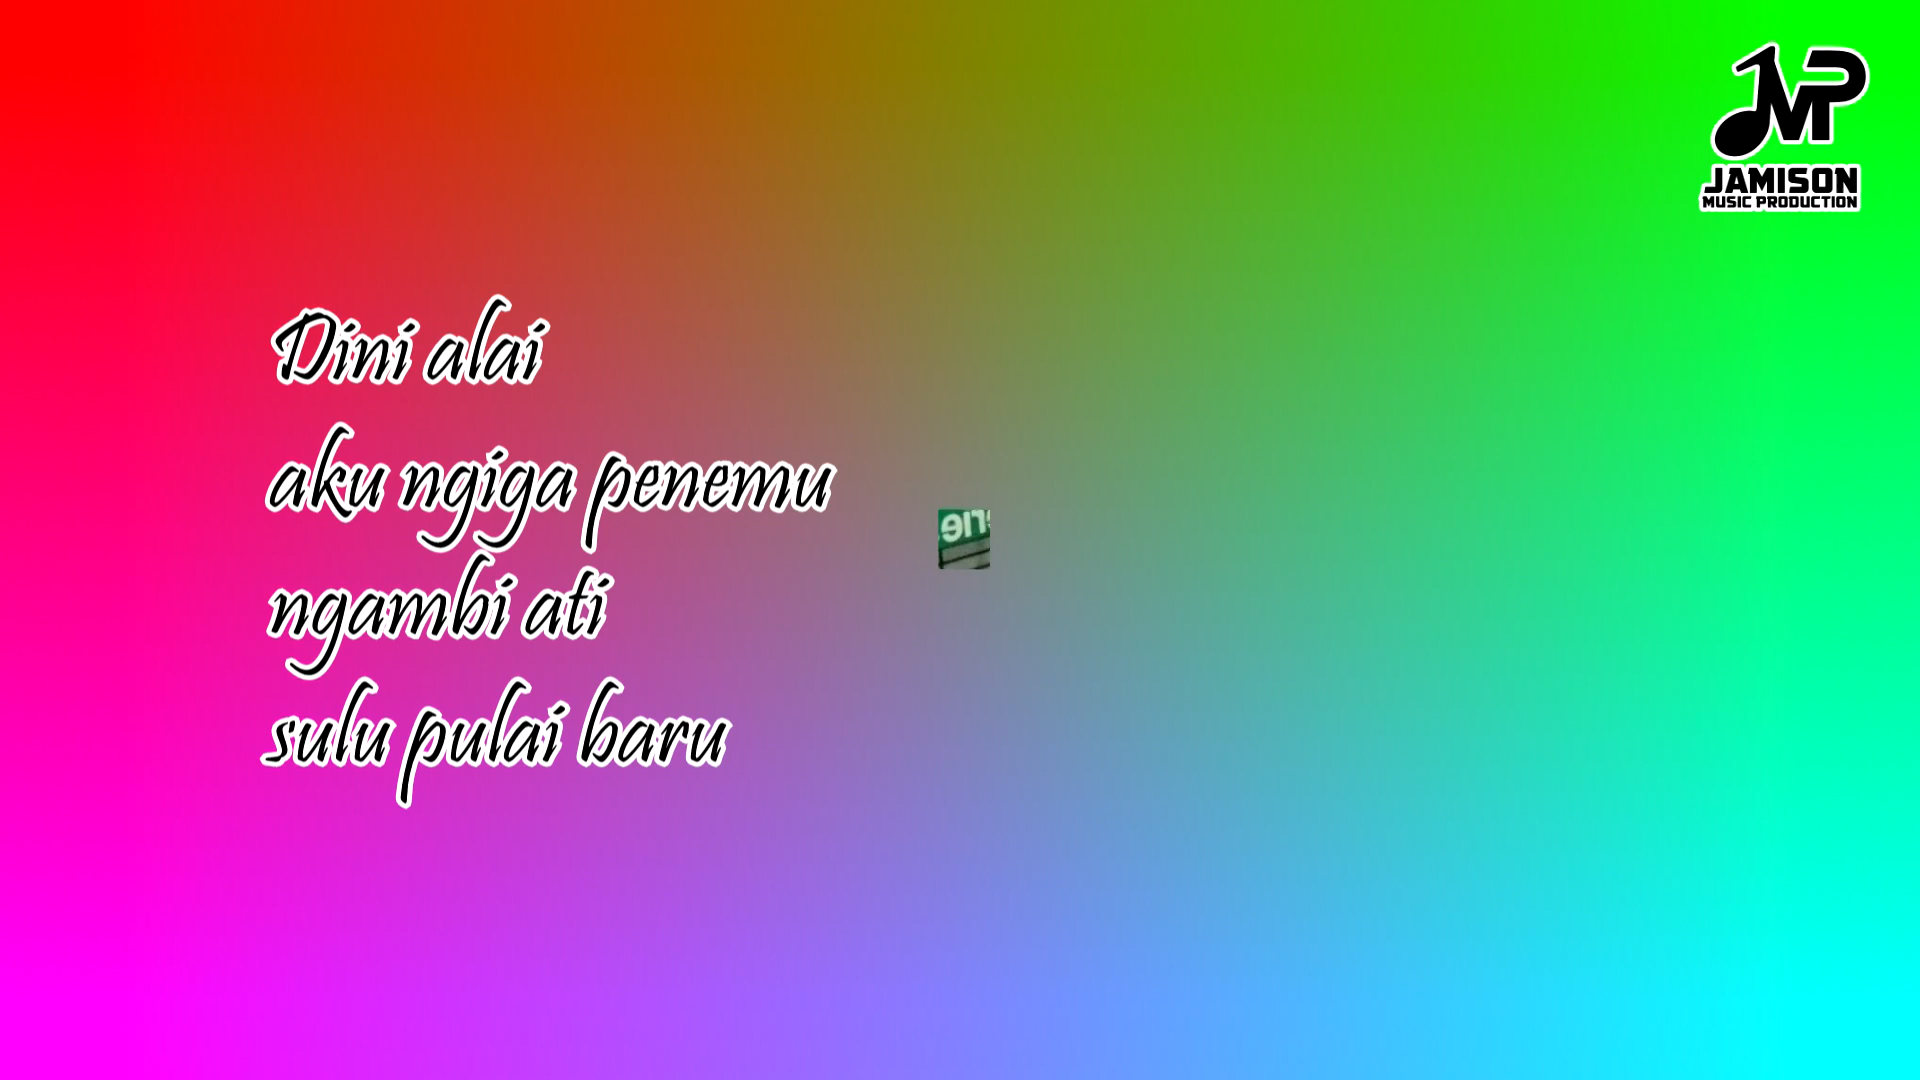 JAMISON
MUSIC PRODUCTION
Dini alai
aku ngiga penemu
ngambi ati
sulu pulai baru